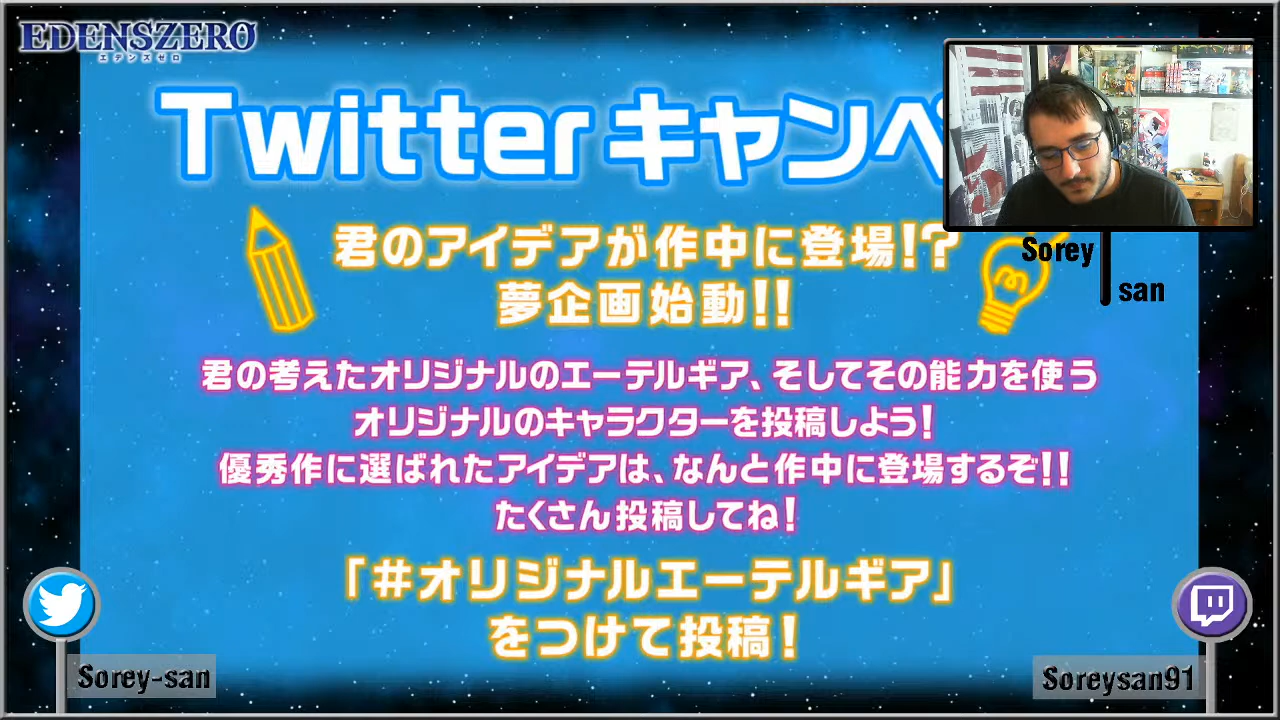 EDENSZERO
エデンズゼロ
Twitterキャンペ
君のアイデアが作中に登場!?
夢企画始動!!
Sorey
san
君の考えたオリジナルのエーテルギア、そしてその能力を使う
オリジナルのキャラクターを投稿しよう!
優秀作に選ばれたアイデアは、なんと作中に登場するぞ!!
たくさん投稿してね!
「#オリジナルエーテルギア」
をつけて投稿!
Sorey-san
Soreysan91